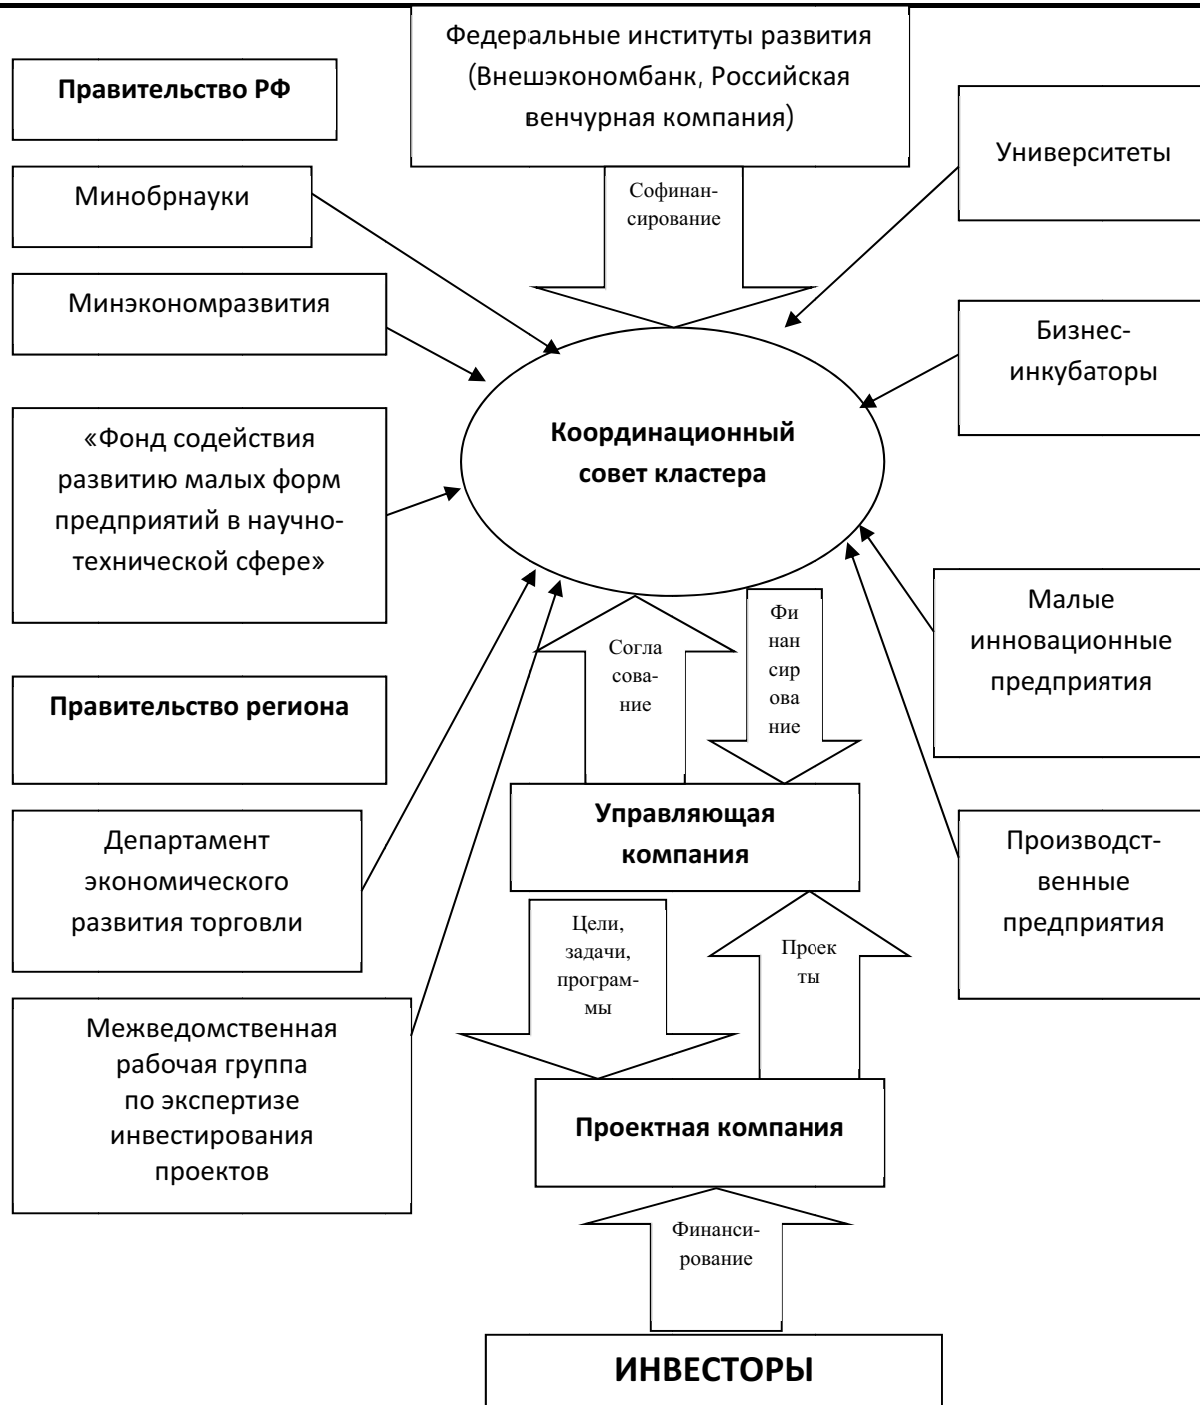 Федеральные институты развития
(Внешэкономбанк, Российская
венчурная компания)
Правительство РФ
Минобрнауки
Минэкономразвития
«Фонд содействия
развитию малых форм
предприятий в научно-
технической сфере»
Правительство региона
Департамент
экономического
развития торговли
Межведомственная
рабочая группа
по экспертизе
инвестирования
проектов
Софинан-
сирование
Координационный
совет кластера
Согла
сова-
ние
Фи
нан
сир
ова
ние
Управляющая
компания
Цели,
задачи,
програм-
мы
Проек
ты
Проектная компания
Финанси-
рование
ИНВЕСТОРЫ
Университеты
Бизнес-
инкубаторы
Малые
инновационные
предприятия
Производст-
венные
предприятия